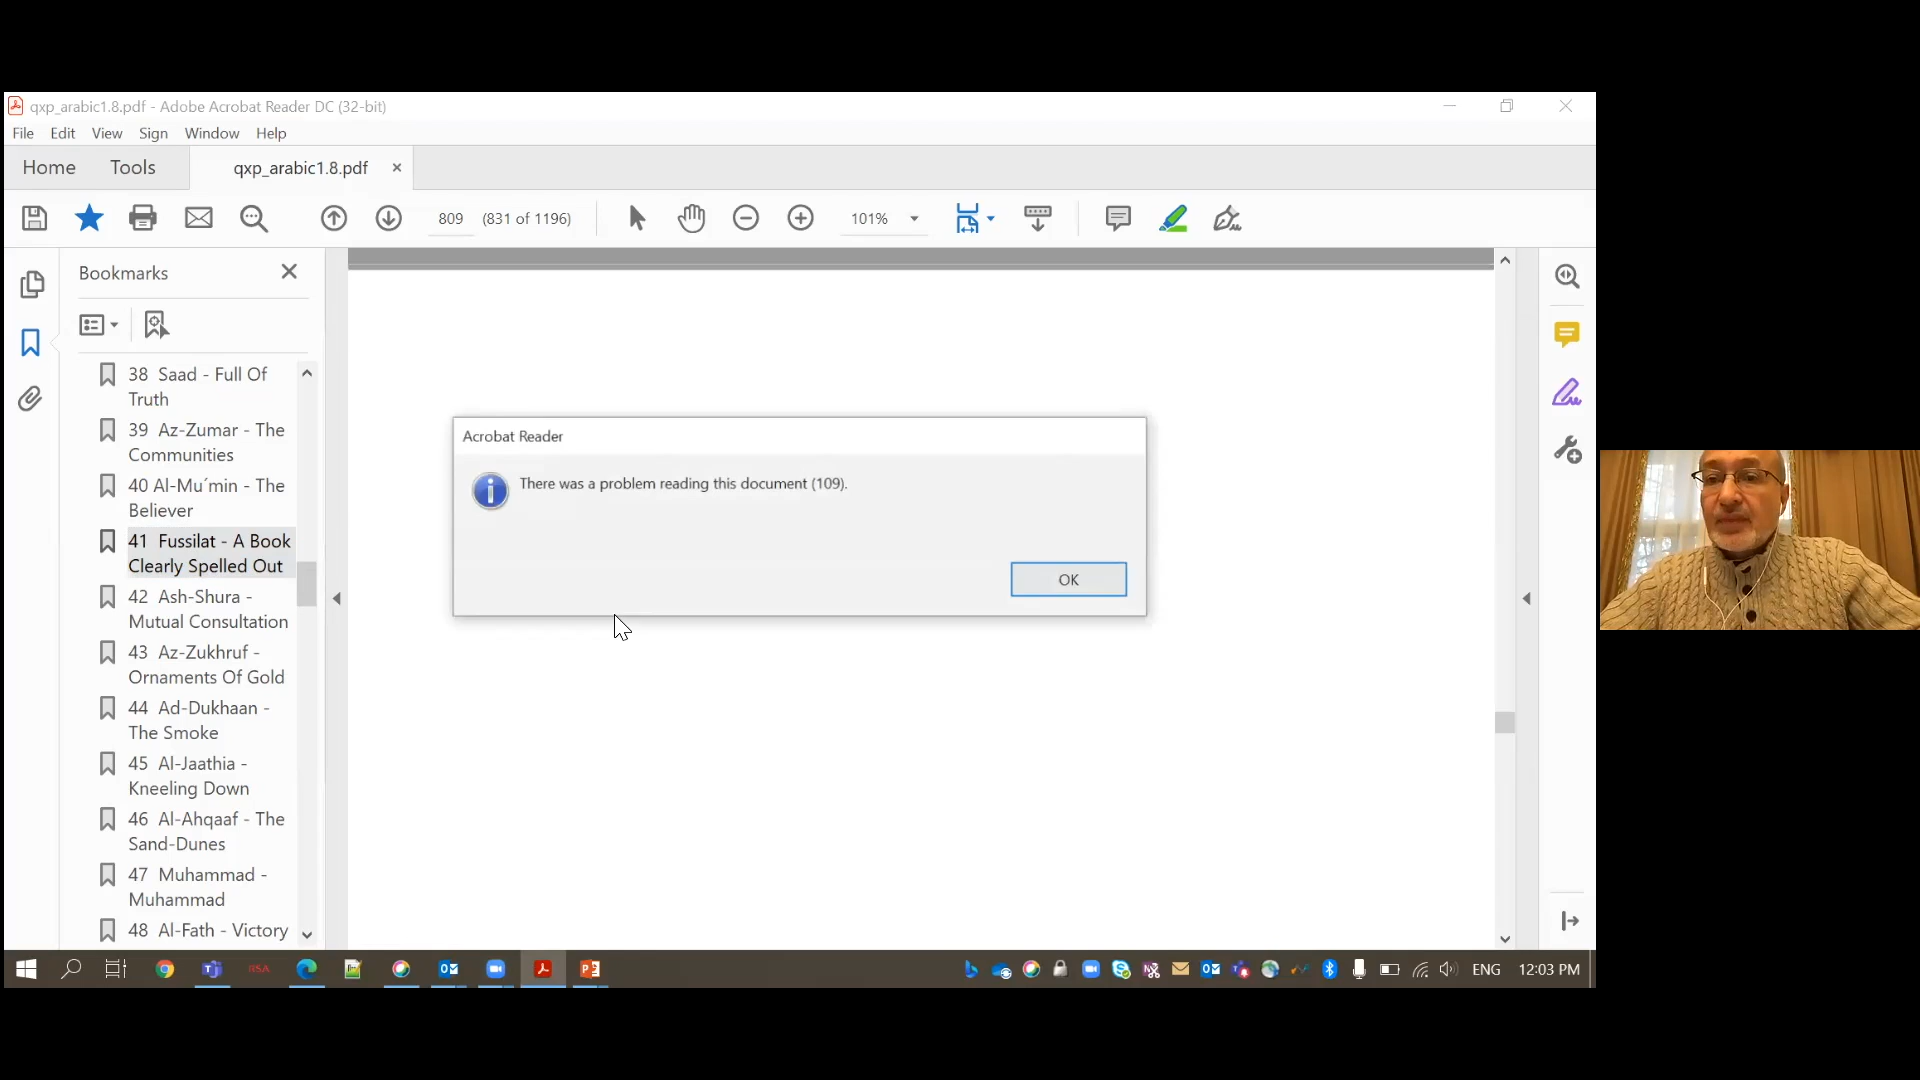 qxp_arabic1.8.pdf - Adobe Acrobat Reader DC (32-bit)
File Edit View Sign Window Help
Home Tools qxp_arabic1.8.pdf
809 (831 of 1196) 101%
Bookmarks
38 Saad - Full Of
Truth
39 Az-Zumar - The
Communities
40 Al-Mu´min - The
Believer
41 Fussilat - A Book
Clearly Spelled Out
42 Ash-Shura -
Mutual Consultation
43 Az-Zukhruf -
Ornaments Of Gold
44 Ad-Dukhaan -
The Smoke
45 Al-Jaathia -
Kneeling Down
46 Al-Ahqaaf - The
Sand-Dunes
47 Muhammad -
Muhammad
48 Al-Fath - Victory
Acrobat Reader
There was a problem reading this document (109).
OK
RSA
ENG 12:03 PM